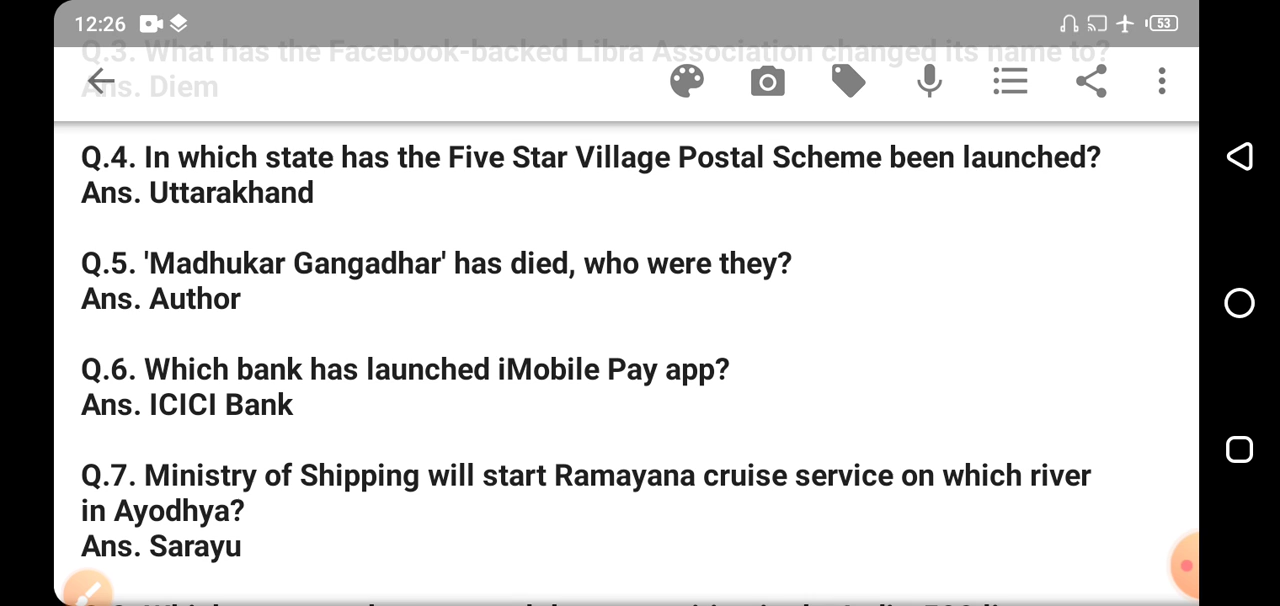 12:26
53
Q.3. What has the Facebook-backed Libra Association changed its name to?
Ans. Diem
Q.4. In which state has the Five Star Village Postal Scheme been launched?
Ans. Uttarakhand
Q.5. 'Madhukar Gangadhar' has died, who were they?
Ans. Author
Q.6. Which bank has launched iMobile Pay app?
Ans. ICICI Bank
Q.7. Ministry of Shipping will start Ramayana cruise service on which river
in Ayodhya?
Ans. Sarayu